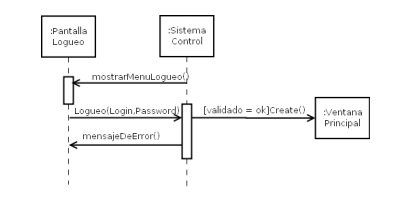 :Pantalla
Logueo
:Sistema
Control
mostrarMenuLogueo()
Logueo(Login,Password)
[validado = ok]Create()
:Ventana
Principal
mensajeDeError()